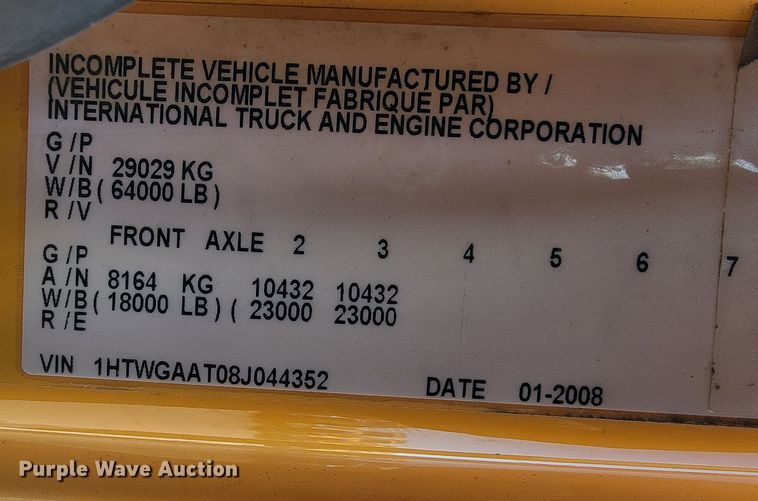 INCOMPLETE VEHICLE MANUFACTURED BY /
(VEHICULE INCOMPLET FABRIQUE PAR)
INTERNATIONAL TRUCK AND ENGINE CORPORATION
G /P
V /N 29029 KG
W/B ( 64000 LB )
R /V
FRONT AXLE 2 3 4 5 6 7
G /P
A /N 8164 KG 10432 10432
W/B ( 18000 LB ) ( 23000 23000
R /E
VIN 1HTWGAAT08J044352 DATE 01-2008
Purple Wave Auction